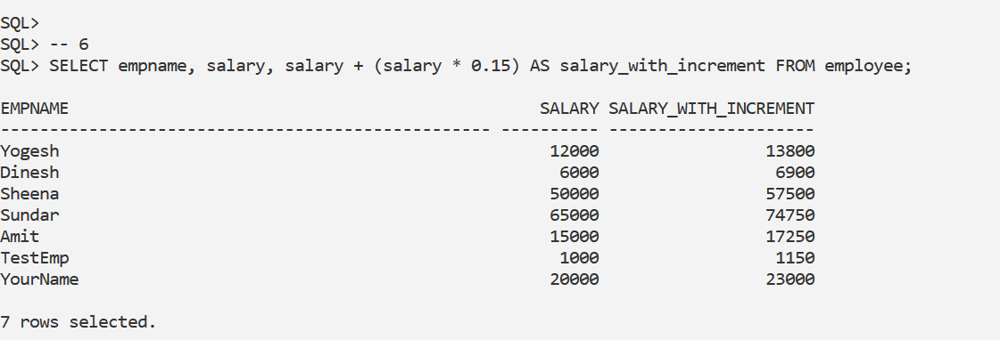 SQL>
SQL> -- 6
SQL> SELECT empname, salary, salary + (salary * 0.15) AS salary_with_increment FROM employee;
EMPNAME                                                SALARY SALARY_WITH_INCREMENT
-------------------------------------------------- ---------- ---------------------
Yogesh                                                  12000                 13800
Dinesh                                                   6000                  6900
Sheena                                                  50000                 57500
Sundar                                                  65000                 74750
Amit                                                    15000                 17250
TestEmp                                                  1000                  1150
YourName                                                20000                 23000
7 rows selected.